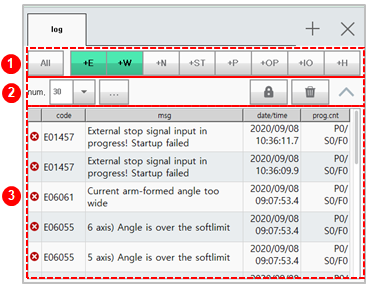 log
1 All +E +W +N +ST +P +OP +IO +H
2 num, 30 ...
code msg date/time prog.cnt
E01457 External stop signal input in 2020/09/08 P0/
progress! Startup failed 10:36:11.7 S0/F0
E01457 External stop signal input in 2020/09/08 P0/
progress! Startup failed 10:36:09.9 S0/F0
3 E06061 Current arm-formed angle too 2020/09/08 P0/
wide 09:07:53.4 S0/F0
E06055 6 axis) Angle is over the softlimit 2020/09/08 P0/
09:07:53.4 S0/F0
E06055 5 axis) Angle is over the softlimit 2020/09/08 P0/
09:07:53.4 S0/F0